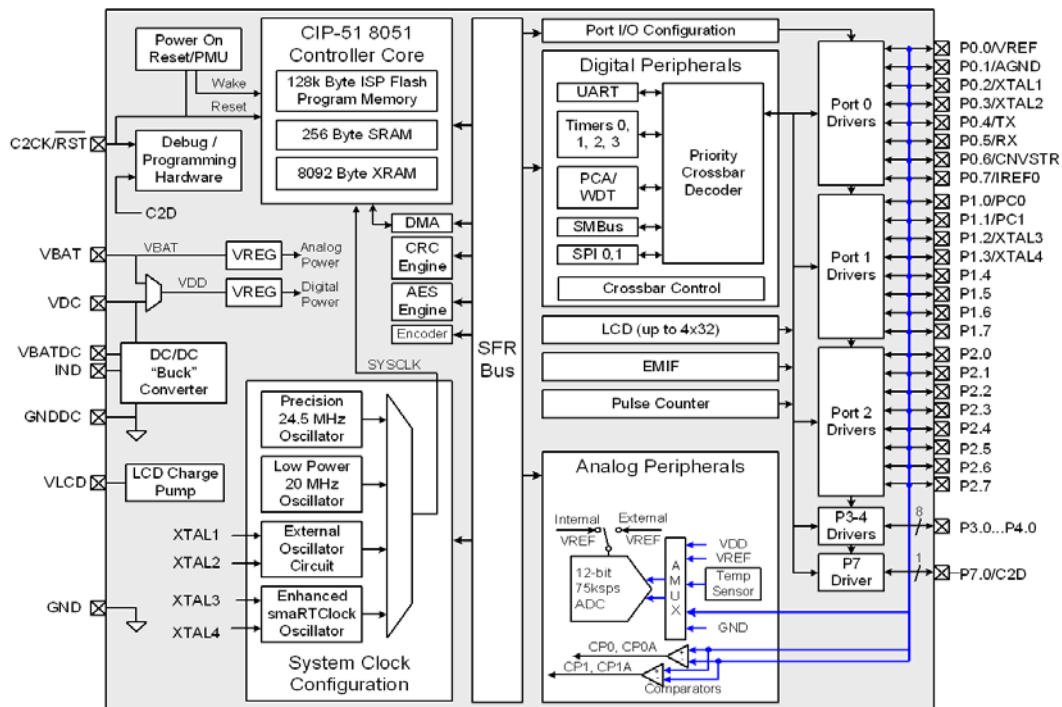 Power On
Reset/PMU
Wake
Reset
C2CK/RST
Debug /
Programming
Hardware
C2D
CIP-51 8051
Controller Core
128k Byte ISP Flash
Program Memory
256 Byte SRAM
8092 Byte XRAM
DMA
CRC
Engine
AES
Engine
Encoder
VBAT
VBAT
VREG
Analog
Power
VDC
VDD
VREG
Digital
Power
VBATDC
IND
DC/DC
"Buck"
Converter
GNDDC
VLCD
LCD Charge
Pump
GND
SYSCLK
Precision
24.5 MHz
Oscillator
Low Power
20 MHz
Oscillator
XTAL1
XTAL2
External
Oscillator
Circuit
XTAL3
XTAL4
Enhanced
smaRTClock
Oscillator
System Clock
Configuration
SFR
Bus
Port I/O Configuration
Digital Peripherals
UART
Timers 0,
1, 2, 3
PCA/
WDT
SMBus
SPI 0,1
Priority
Crossbar
Decoder
Crossbar Control
LCD (up to 4x32)
EMIF
Pulse Counter
Analog Peripherals
Internal
VREF
External
VREF
12-bit
75ksps
ADC
A
M
U
X
VDD
VREF
Temp
Sensor
GND
CP0, CP0A
CP1, CP1A
+
-
+
-
Comparators
Port 0
Drivers
Port 1
Drivers
Port 2
Drivers
P3-4
Drivers
P7
Driver
8
1
P0.0/VREF
P0.1/AGND
P0.2/XTAL1
P0.3/XTAL2
P0.4/TX
P0.5/RX
P0.6/CNVSTR
P0.7/IREF0
P1.0/PC0
P1.1/PC1
P1.2/XTAL3
P1.3/XTAL4
P1.4
P1.5
P1.6
P1.7
P2.0
P2.1
P2.2
P2.3
P2.4
P2.5
P2.6
P2.7
P3.0...P4.0
P7.0/C2D